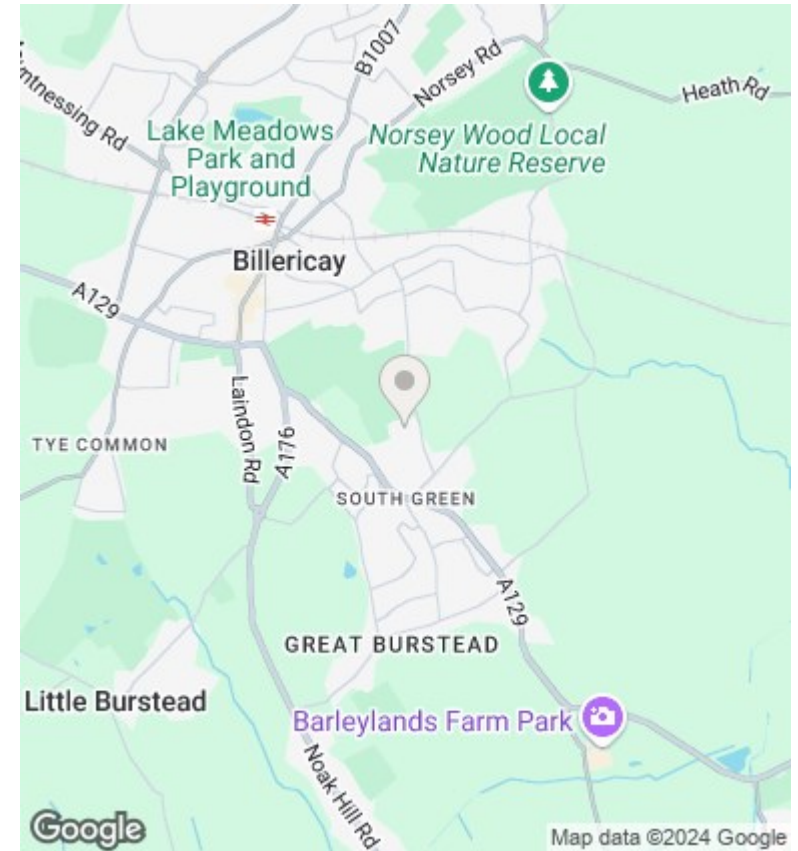 B1007
Norsey Rd
Heath Rd
Lake Meadows
Park and
Playground
Norsey Wood Local
Nature Reserve
Billericay
A129
Laindon Rd
A176
TYE COMMON
SOUTH GREEN
A129
GREAT BURSTEAD
Little Burstead
Barleylands Farm Park
Noak Hill Rd
Google
Map data ©2024 Google